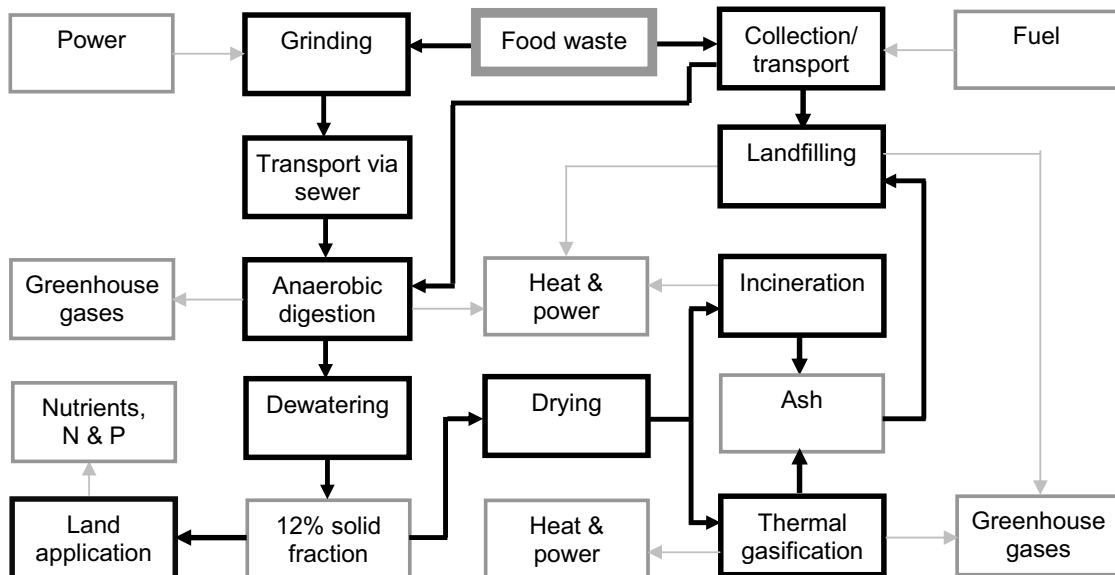 Power
Grinding
Food waste
Collection/
transport
Fuel
Transport via
sewer
Landfilling
Greenhouse
gases
Anaerobic
digestion
Heat &
power
Incineration
Nutrients,
N & P
Dewatering
Drying
Ash
Land
application
12% solid
fraction
Heat &
power
Thermal
gasification
Greenhouse
gases